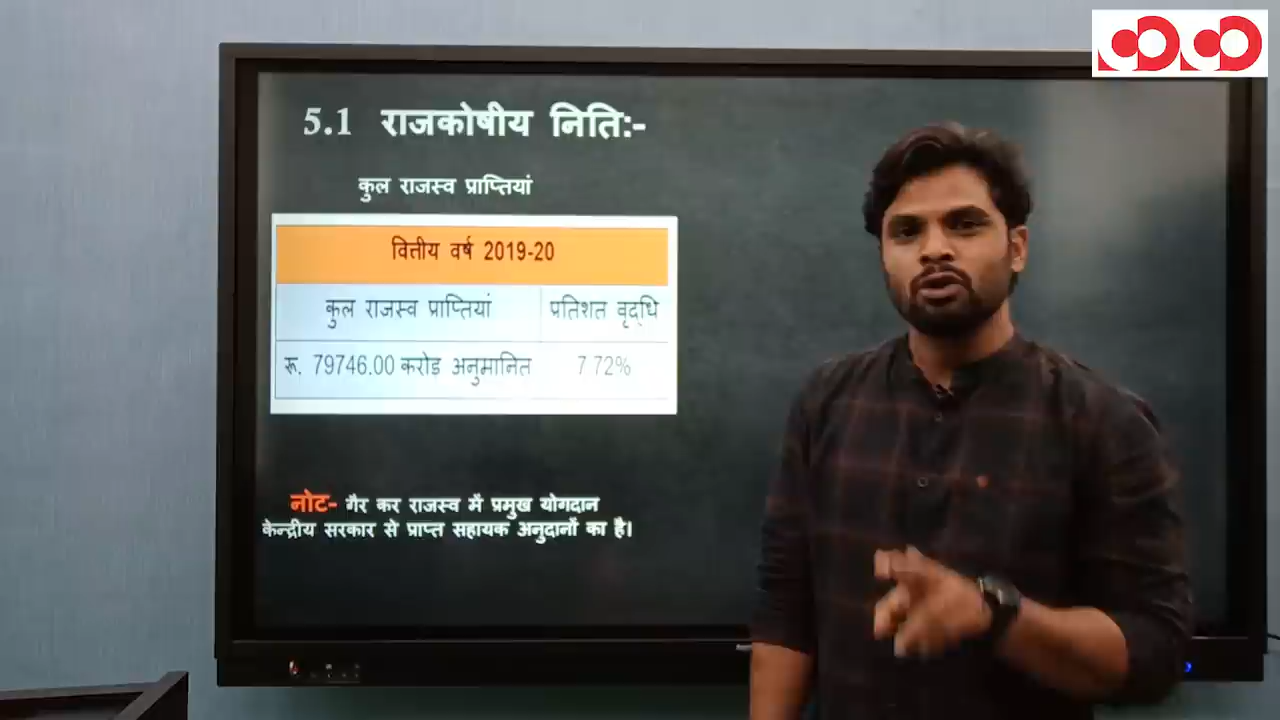 5.1 राजकोषीय निति:-
कुल राजस्व प्राप्तियां
वित्तीय वर्ष 2019-20
कुल राजस्व प्राप्तियां प्रतिशत वृद्धि
रू. 79746.00 करोड अनुमानित 7.72%
नोट- गैर कर राजस्व में प्रमुख योगदान
केन्द्रीय सरकार से प्राप्त सहायक अनुदानों का है।